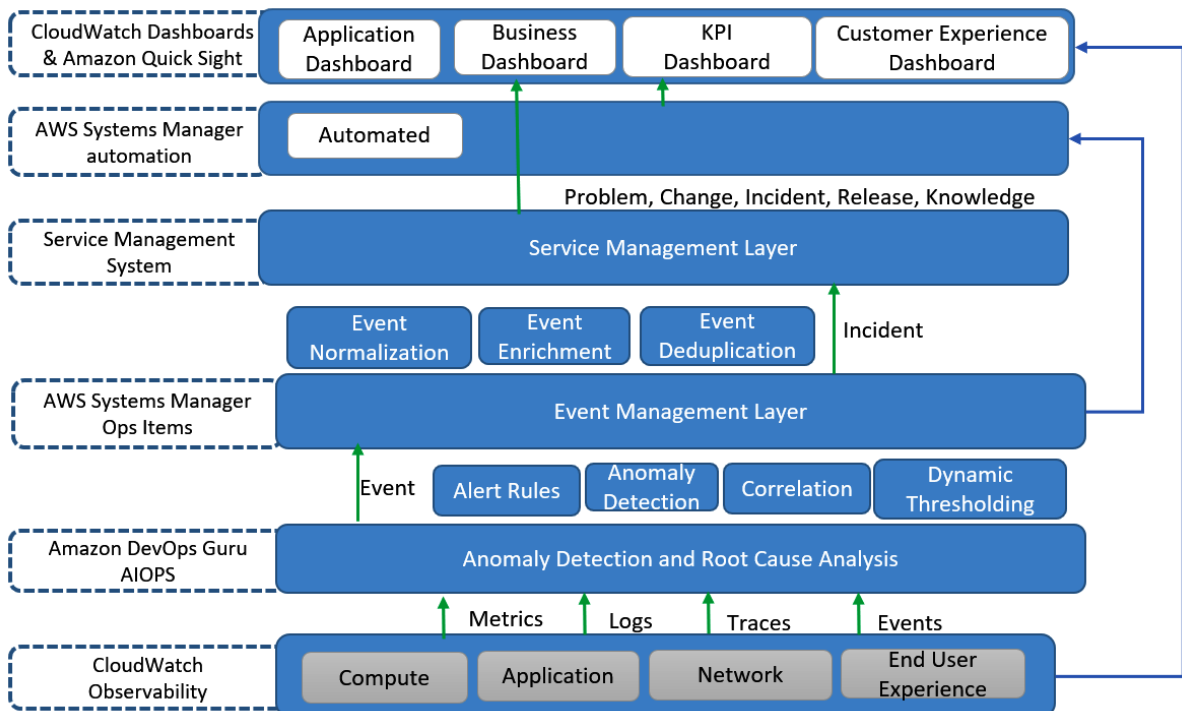 CloudWatch Dashboards
& Amazon Quick Sight
Application
Dashboard
Business
Dashboard
KPI
Dashboard
Customer Experience
Dashboard
AWS Systems Manager
automation
Automated
Problem, Change, Incident, Release, Knowledge
Service Management
System
Service Management Layer
Event
Normalization
Event
Enrichment
Event
Deduplication
Incident
AWS Systems Manager
Ops Items
Event Management Layer
Event
Alert Rules
Anomaly
Detection
Correlation
Dynamic
Thresholding
Amazon DevOps Guru
AIOPS
Anomaly Detection and Root Cause Analysis
Metrics
Logs
Traces
Events
CloudWatch
Observability
Compute
Application
Network
End User
Experience